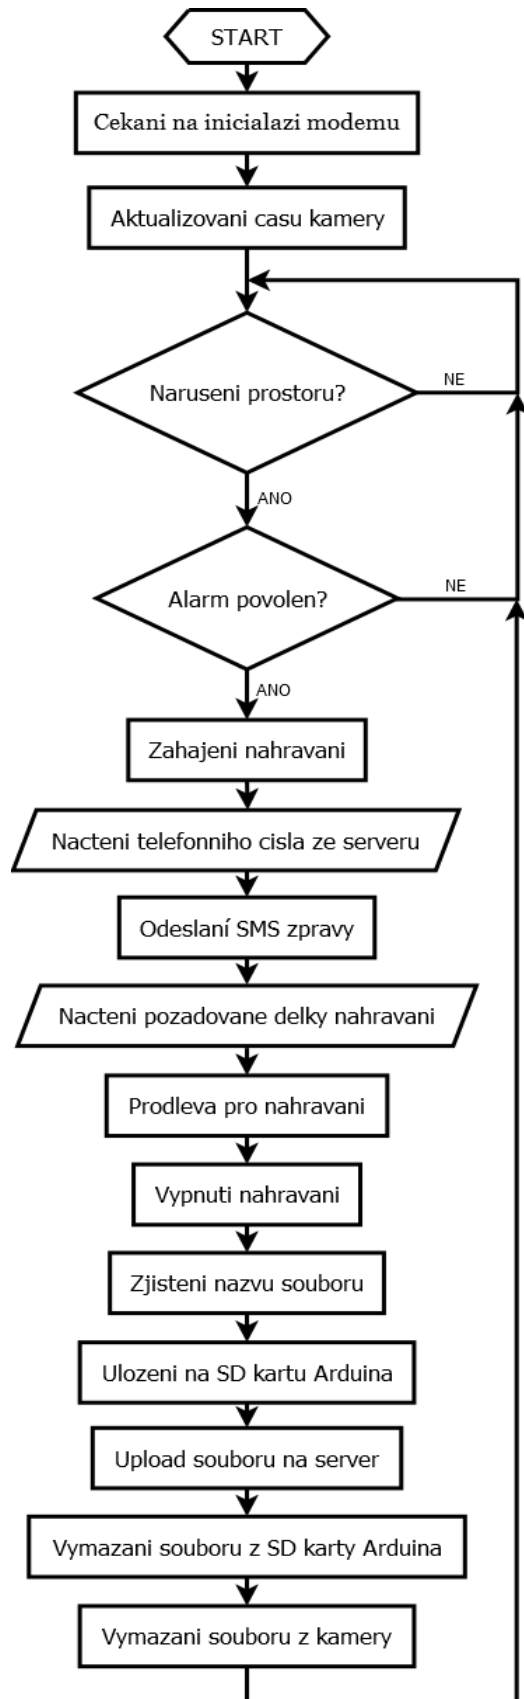 START
Cekani na inicialazi modemu
Aktualizovani casu kamery
Naruseni prostoru?
NE
ANO
Alarm povolen?
NE
ANO
Zahajeni nahravani
Nacteni telefonniho cisla ze serveru
Odeslaní SMS zpravy
Nacteni pozadovane delky nahravani
Prodleva pro nahravani
Vypnuti nahravani
Zjisteni nazvu souboru
Ulozeni na SD kartu Arduina
Upload souboru na server
Vymazani souboru z SD karty Arduina
Vymazani souboru z kamery